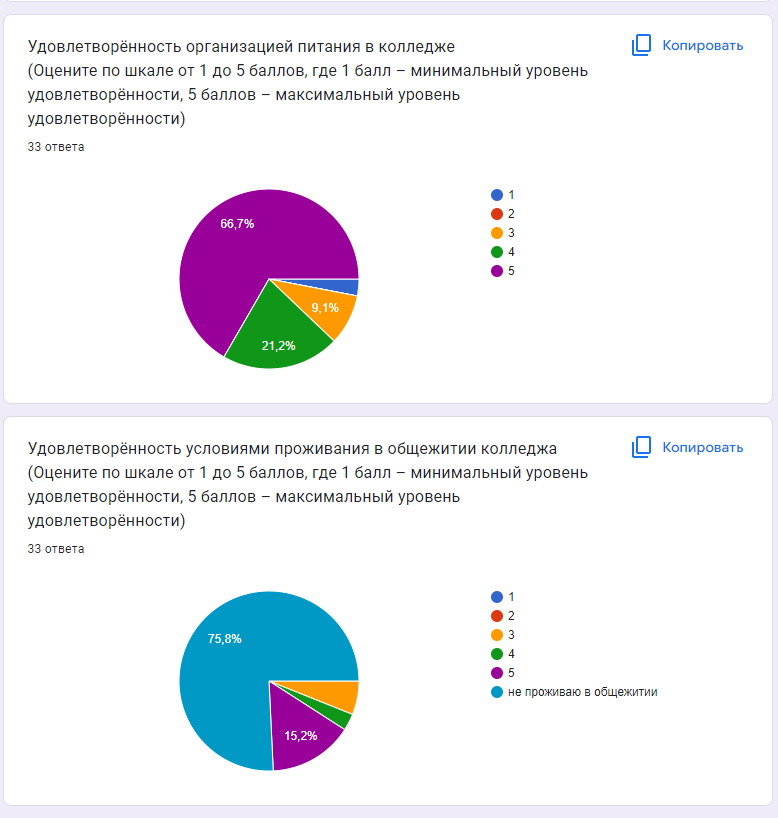 Удовлетворённость организацией питания в колледже
Копировать
(Оцените по шкале от 1 до 5 баллов, где 1 балл – минимальный уровень
удовлетворённости, 5 баллов – максимальный уровень
удовлетворённости)
33 ответа
66,7%
9,1%
21,2%
1
2
3
4
5
Удовлетворённость условиями проживания в общежитии колледжа
Копировать
(Оцените по шкале от 1 до 5 баллов, где 1 балл – минимальный уровень
удовлетворённости, 5 баллов – максимальный уровень
удовлетворённости)
33 ответа
75,8%
15,2%
1
2
3
4
5
не проживаю в общежитии